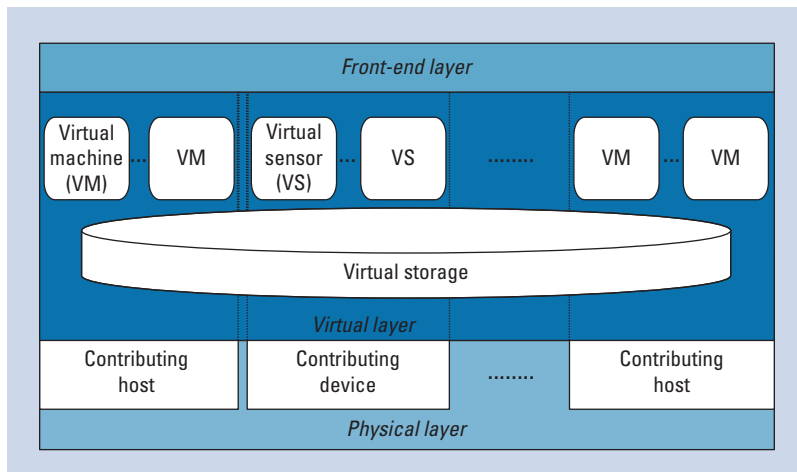 Front-end layer
Virtual
machine
(VM)
...
VM
Virtual
sensor
(VS)
...
VS
........
VM
...
VM
Virtual storage
Virtual layer
Contributing
host
Contributing
device
........
Contributing
host
Physical layer